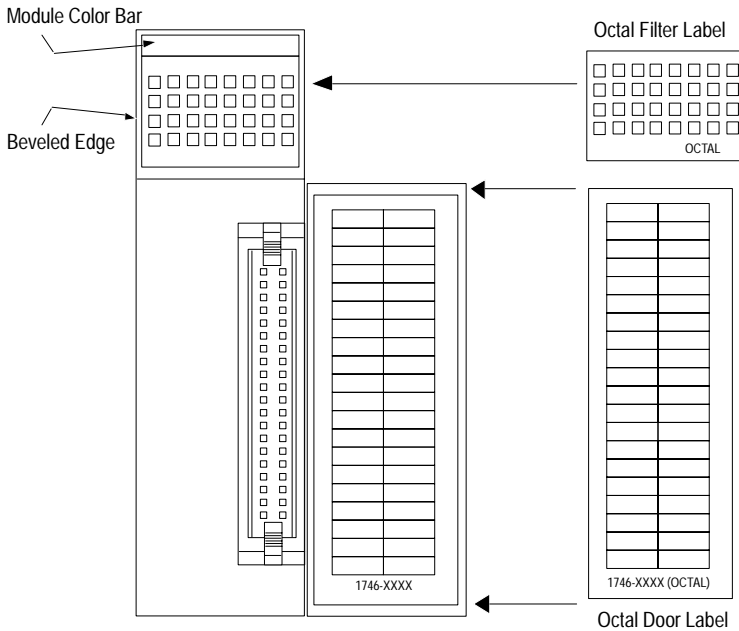 Module Color Bar
Octal Filter Label
Beveled Edge
OCTAL
1746-XXXX
1746-XXXX (OCTAL)
Octal Door Label